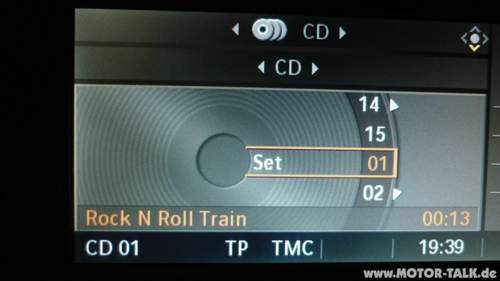 CD
CD
14
15
Set 01
02
Rock N Roll Train 00:13
CD 01 TP TMC 19:39
www.MOTOR-TALK.de